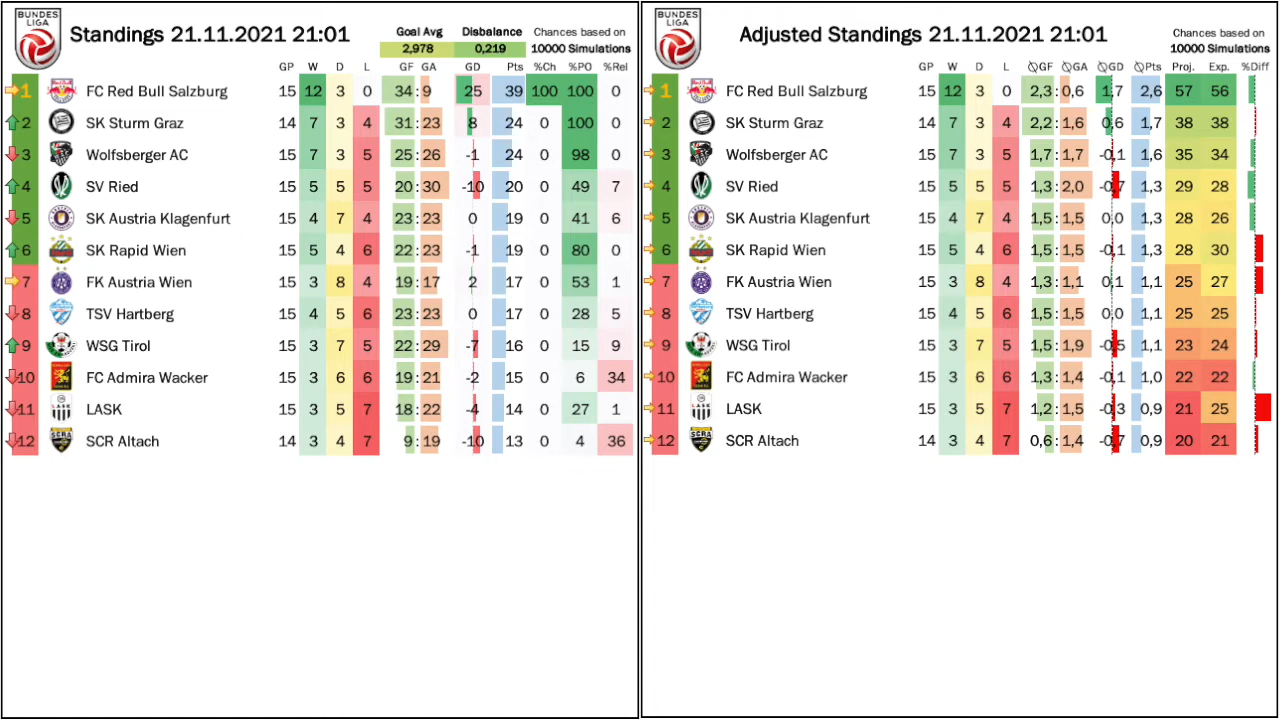 BUNDES
LIGA
Standings 21.11.2021 21:01
Goal Avg Disbalance Chances based on
2,978 0,219 10000 Simulations
GP W D L GF GA GD Pts %Ch %PO %Rel
1 FC Red Bull Salzburg 15 12 3 0 34 : 9 25 39 100 100 0
2 SK Sturm Graz 14 7 3 4 31 : 23 8 24 0 100 0
3 Wolfsberger AC 15 7 3 5 25 : 26 -1 24 0 98 0
4 SV Ried 15 5 5 5 20 : 30 -10 20 0 49 7
5 SK Austria Klagenfurt 15 4 7 4 23 : 23 0 19 0 41 6
6 SK Rapid Wien 15 5 4 6 22 : 23 -1 19 0 80 0
7 FK Austria Wien 15 3 8 4 19 : 17 2 17 0 53 1
8 TSV Hartberg 15 4 5 6 23 : 23 0 17 0 28 5
9 WSG Tirol 15 3 7 5 22 : 29 -7 16 0 15 9
10 FC Admira Wacker 15 3 6 6 19 : 21 -2 15 0 6 34
11 LASK 15 3 5 7 18 : 22 -4 14 0 27 1
12 SCR Altach 14 3 4 7 9 : 19 -10 13 0 4 36
BUNDES
LIGA
Adjusted Standings 21.11.2021 21:01
Chances based on
10000 Simulations
GP W D L ⌀GF ⌀GA ⌀GD ⌀Pts Proj. Exp. %Diff
1 FC Red Bull Salzburg 15 12 3 0 2,3 : 0,6 1,7 2,6 57 56
2 SK Sturm Graz 14 7 3 4 2,2 : 1,6 0,6 1,7 38 38
3 Wolfsberger AC 15 7 3 5 1,7 : 1,7 -0,1 1,6 35 34
4 SV Ried 15 5 5 5 1,3 : 2,0 -0,7 1,3 29 28
5 SK Austria Klagenfurt 15 4 7 4 1,5 : 1,5 0,0 1,3 28 26
6 SK Rapid Wien 15 5 4 6 1,5 : 1,5 -0,1 1,3 28 30
7 FK Austria Wien 15 3 8 4 1,3 : 1,1 0,1 1,1 25 27
8 TSV Hartberg 15 4 5 6 1,5 : 1,5 0,0 1,1 25 25
9 WSG Tirol 15 3 7 5 1,5 : 1,9 -0,5 1,1 23 24
10 FC Admira Wacker 15 3 6 6 1,3 : 1,4 -0,1 1,0 22 22
11 LASK 15 3 5 7 1,2 : 1,5 -0,3 0,9 21 25
12 SCR Altach 14 3 4 7 0,6 : 1,4 -0,7 0,9 20 21